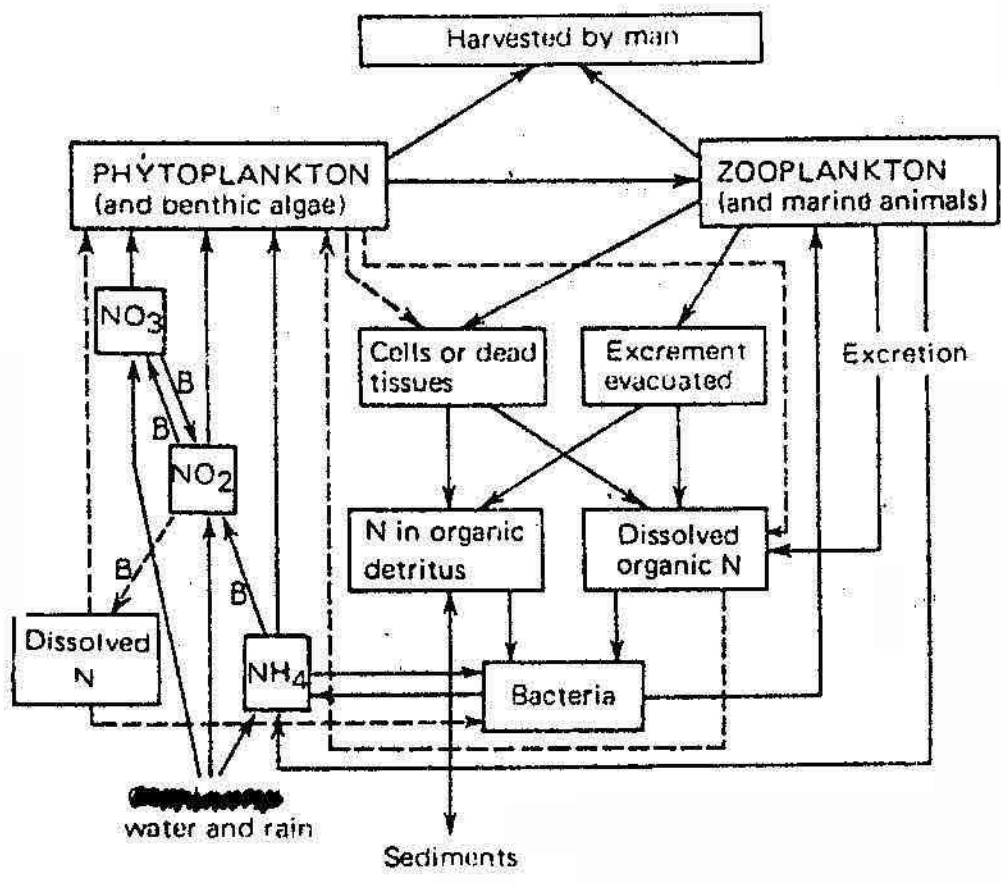 Harvested by man
PHYTOPLANKTON
(and benthic algae)
ZOOPLANKTON
(and marind animals)
NO3
B
B
NO2
Cells or dead
tissues
Excrement
evacuated
Excretion
B
B
N in organic
detritus
Dissolved
organic N
Dissolved
N
NH4
Bacteria
water and rain
Sediments